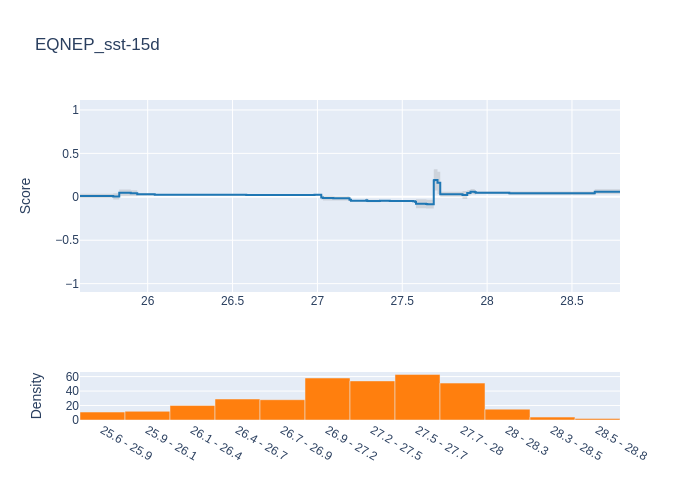 EQNEP_sst-15d
Score
1
0.5
0
−0.5
−1
26
26.5
27
27.5
28
28.5
Density
60
40
20
0
25.6 - 25.9
25.9 - 26.1
26.1 - 26.4
26.4 - 26.7
26.7 - 26.9
26.9 - 27.2
27.2 - 27.5
27.5 - 27.7
27.7 - 28
28 - 28.3
28.3 - 28.5
28.5 - 28.8